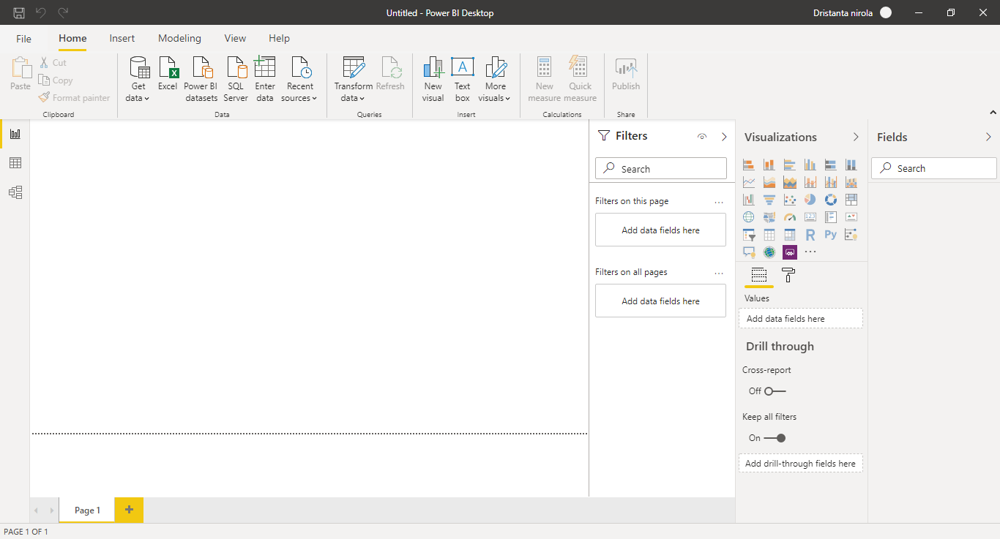 Untitled - Power BI Desktop
Dristanta nirola
File Home Insert Modeling View Help
Paste
Cut
Copy
Format painter
Clipboard
Get data
Excel
Power BI datasets
SQL Server
Enter data
Recent sources
Data
Transform data
Refresh
Queries
New visual
Text box
More visuals
Insert
New measure
Quick measure
Calculations
Publish
Share
Filters
Search
Filters on this page
...
Add data fields here
Filters on all pages
...
Add data fields here
Visualizations
123
R
Py
...
Values
Add data fields here
Drill through
Cross-report
Off
Keep all filters
On
Add drill-through fields here
Fields
Search
Page 1
PAGE 1 OF 1